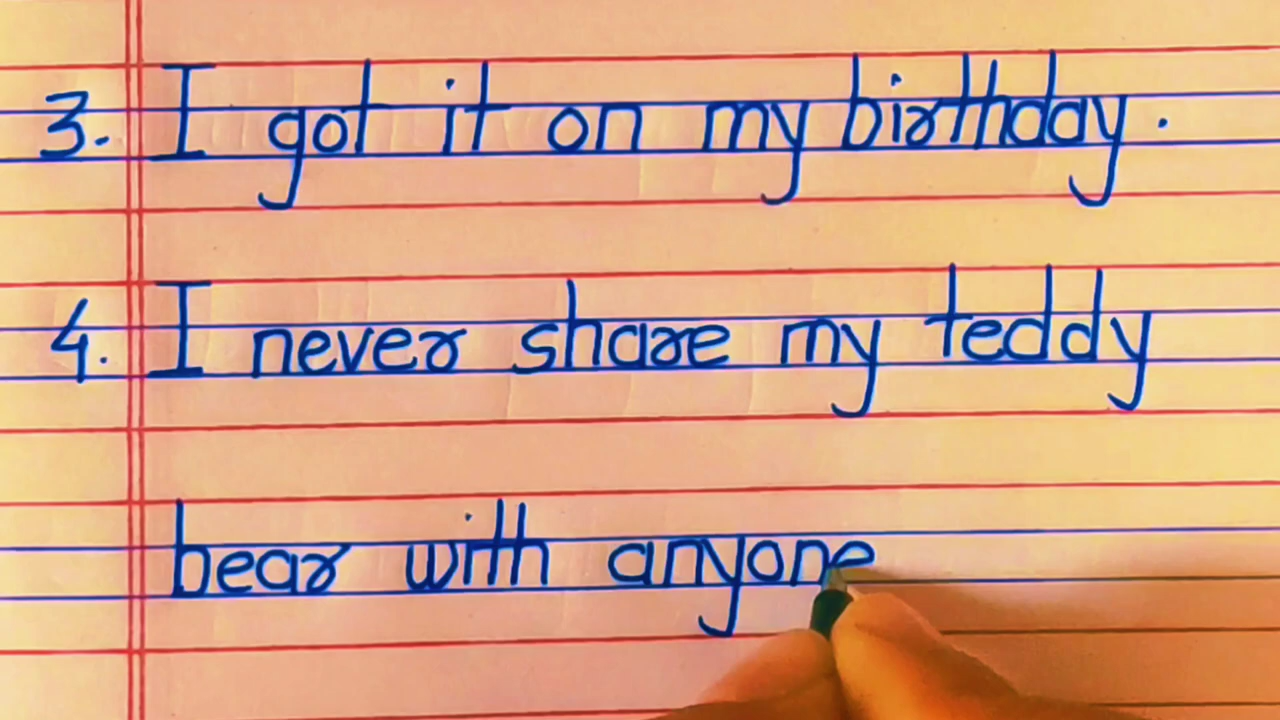 3. I got it on my birthday.
4. I never share my teddy
bear with anyone